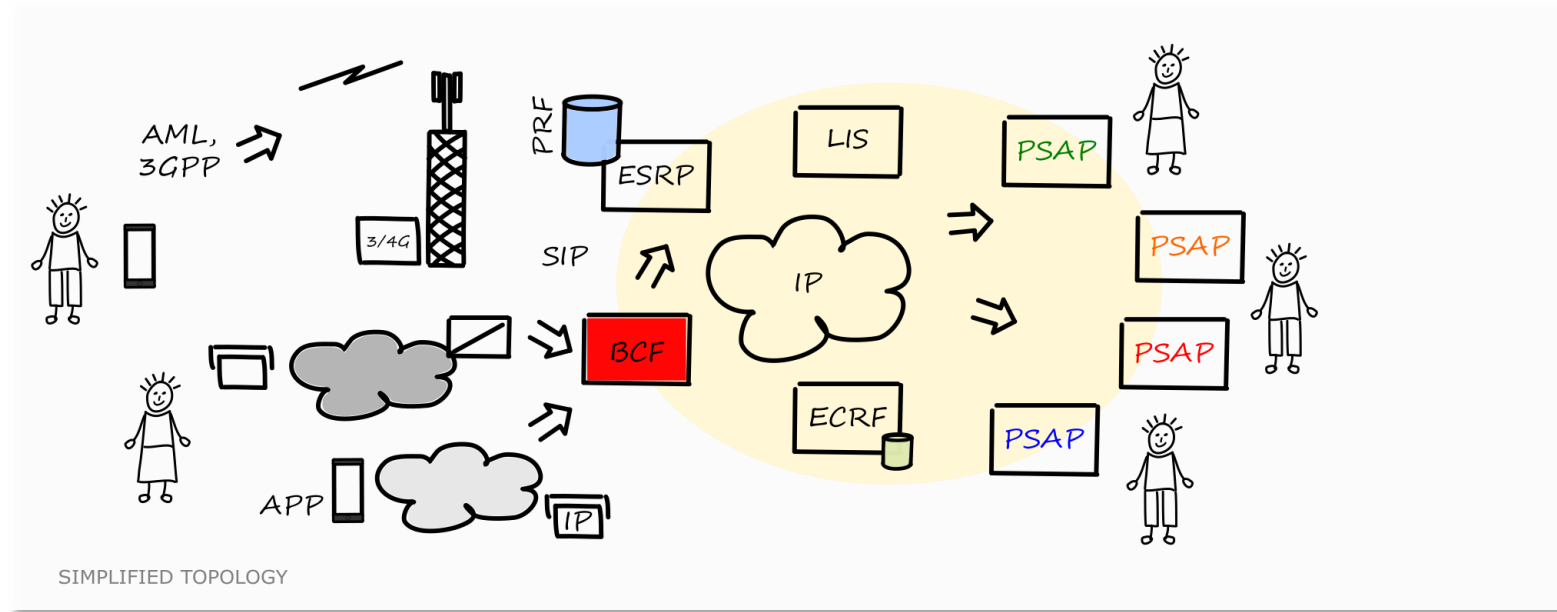 AML,
3GPP
3/4G
PRF
ESRP
SIP
BCF
APP
IP
LIS
IP
ECRF
PSAP
PSAP
PSAP
PSAP
SIMPLIFIED TOPOLOGY